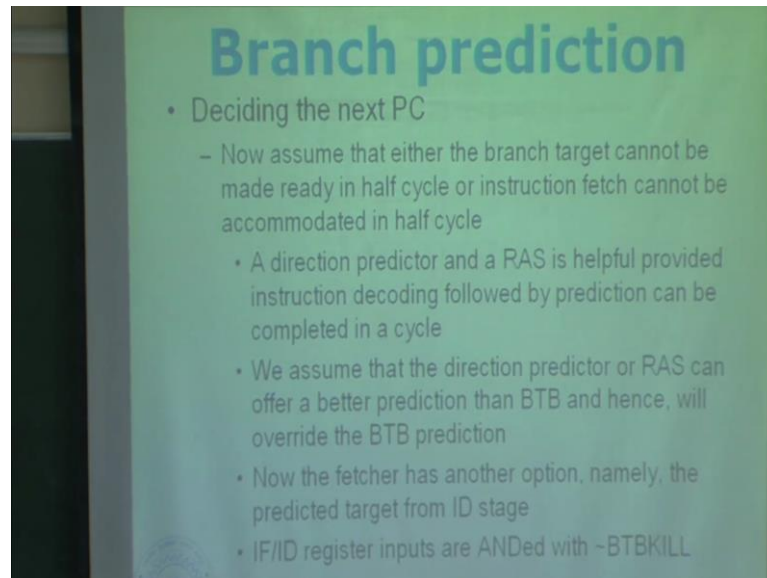 Branch prediction
• Deciding the next PC
– Now assume that either the branch target cannot be
made ready in half cycle or instruction fetch cannot be
accommodated in half cycle
• A direction predictor and a RAS is helpful provided
instruction decoding followed by prediction can be
completed in a cycle
• We assume that the direction predictor or RAS can
offer a better prediction than BTB and hence, will
override the BTB prediction
• Now the fetcher has another option, namely, the
predicted target from ID stage
• IF/ID register inputs are ANDed with ~BTBKILL